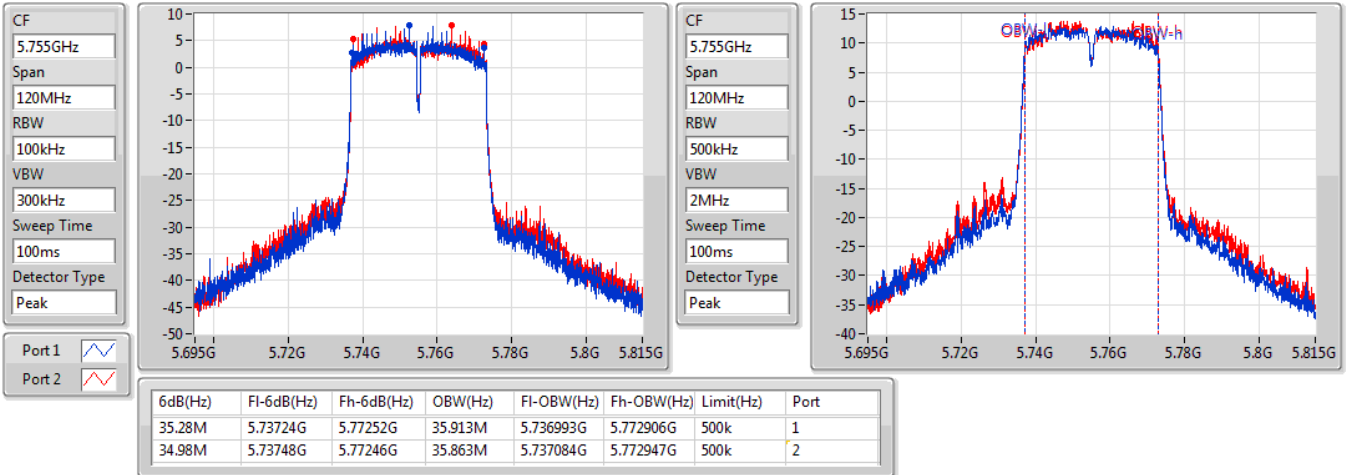 CF
5.755GHz
Span
120MHz
RBW
100kHz
VBW
300kHz
Sweep Time
100ms
Detector Type
Peak
10
5
0
-5
-10
-15
-20
-25
-30
-35
-40
-45
-50
5.695G 5.72G 5.74G 5.76G 5.78G 5.8G 5.815G
CF
5.755GHz
Span
120MHz
RBW
500kHz
VBW
2MHz
Sweep Time
100ms
Detector Type
Peak
15
10
5
0
-5
-10
-15
-20
-25
-30
-35
-40
OBW-l OBW-h
5.695G 5.72G 5.74G 5.76G 5.78G 5.8G 5.815G
Port 1
Port 2
6dB(Hz) Fl-6dB(Hz) Fh-6dB(Hz) OBW(Hz) Fl-OBW(Hz) Fh-OBW(Hz) Limit(Hz) Port
35.28M 5.73724G 5.77252G 35.913M 5.736993G 5.772906G 500k 1
34.98M 5.73748G 5.77246G 35.863M 5.737084G 5.772947G 500k 2